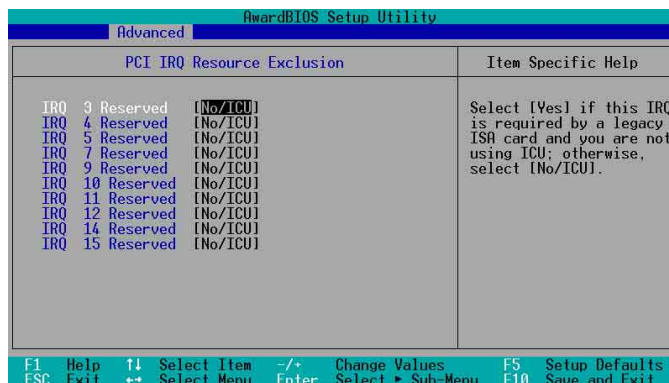 AwardBIOS Setup Utility
Advanced
PCI IRQ Resource Exclusion
Item Specific Help
IRQ 3 Reserved [No/ICU]
IRQ 4 Reserved [No/ICU]
IRQ 5 Reserved [No/ICU]
IRQ 7 Reserved [No/ICU]
IRQ 9 Reserved [No/ICU]
IRQ 10 Reserved [No/ICU]
IRQ 11 Reserved [No/ICU]
IRQ 12 Reserved [No/ICU]
IRQ 14 Reserved [No/ICU]
IRQ 15 Reserved [No/ICU]
Select [Yes] if this IRQ
is required by a legacy
ISA card and you are not
using ICU; otherwise,
select [No/ICU].
F1 Help ↑↓ Select Item -/+ Change Values F5 Setup Defaults
ESC Exit ←→ Select Menu Enter Select ► Sub-Menu F10 Save and Exit